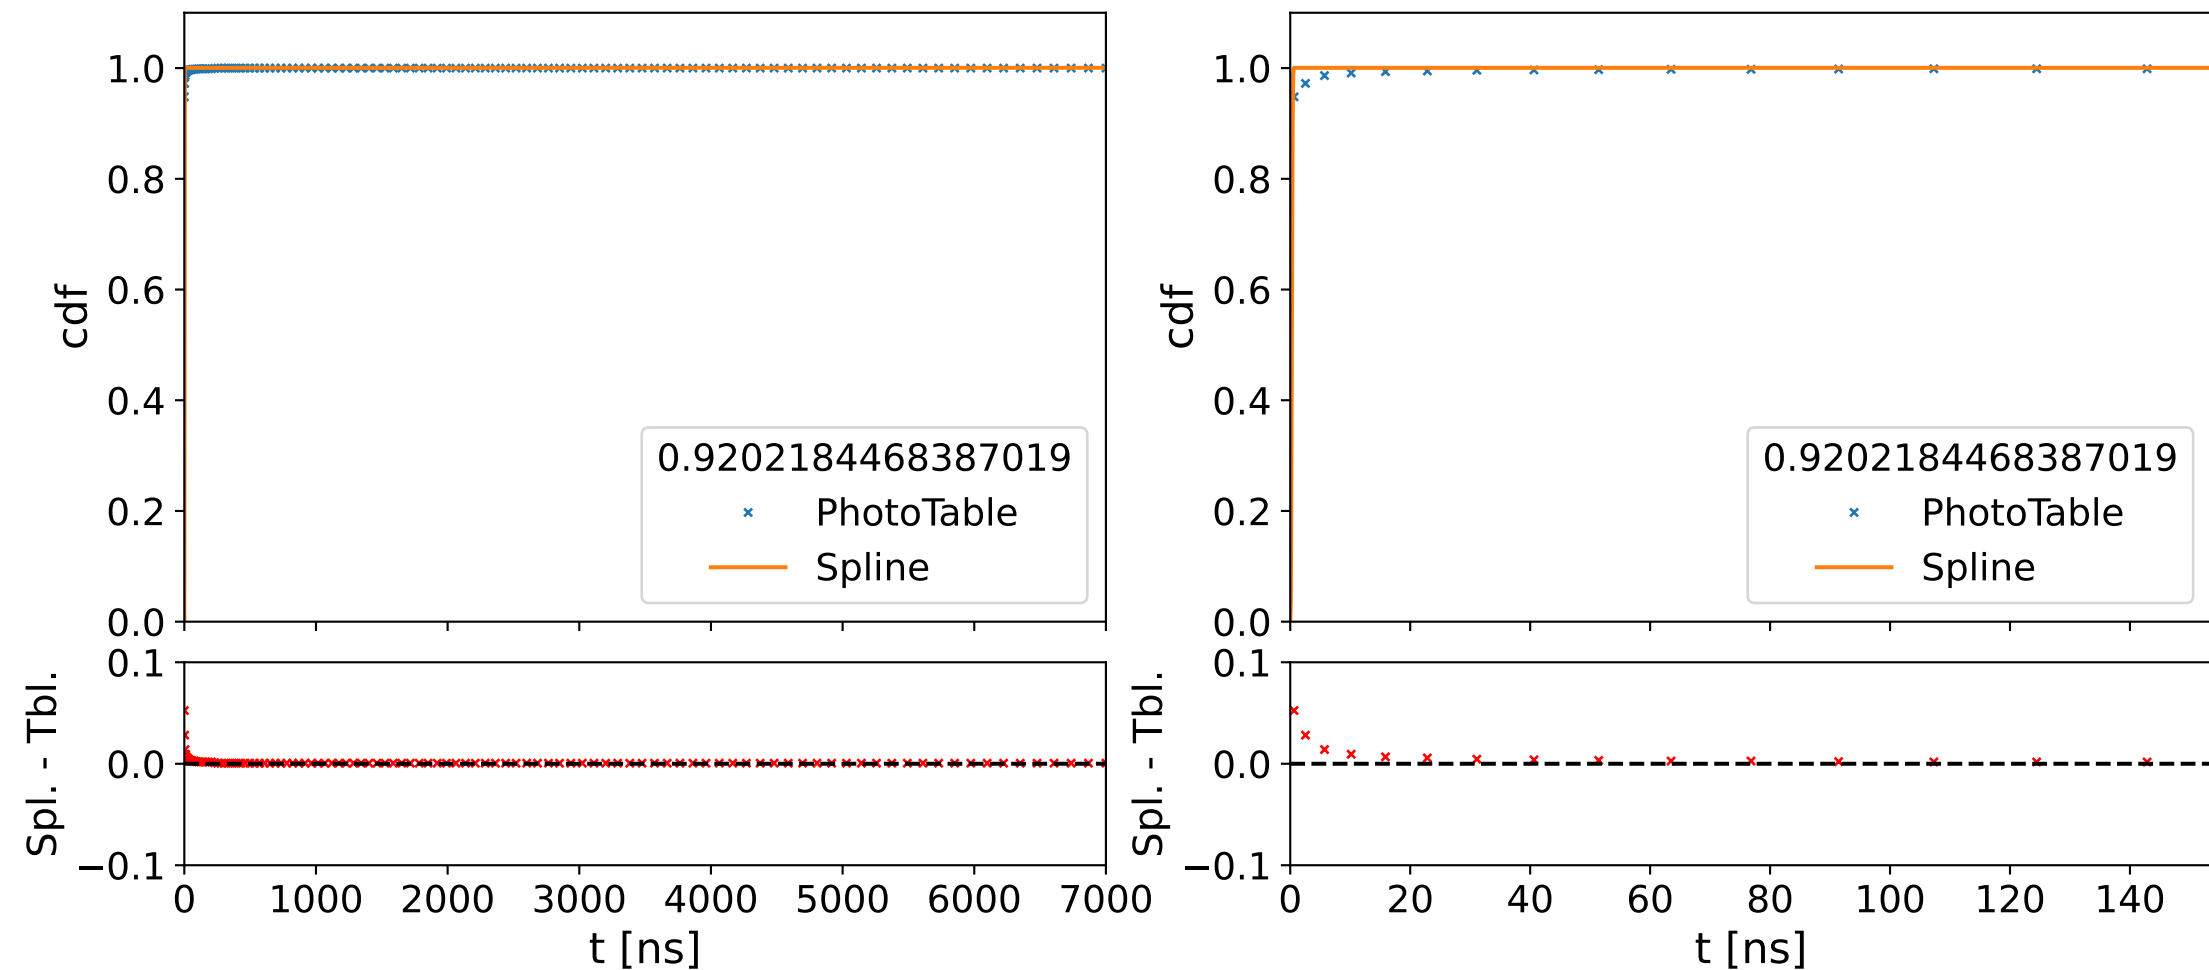 1.0
0.8
0.6
0.4
0.2
0.0
cdf
0.9202184468387019
PhotoTable
Spline
0.1
0.0
−0.1
Spl. - Tbl.
0 1000 2000 3000 4000 5000 6000 7000
t [ns]
1.0
0.8
0.6
0.4
0.2
0.0
cdf
0.9202184468387019
PhotoTable
Spline
0.1
0.0
−0.1
Spl. - Tbl.
0 20 40 60 80 100 120 140
t [ns]